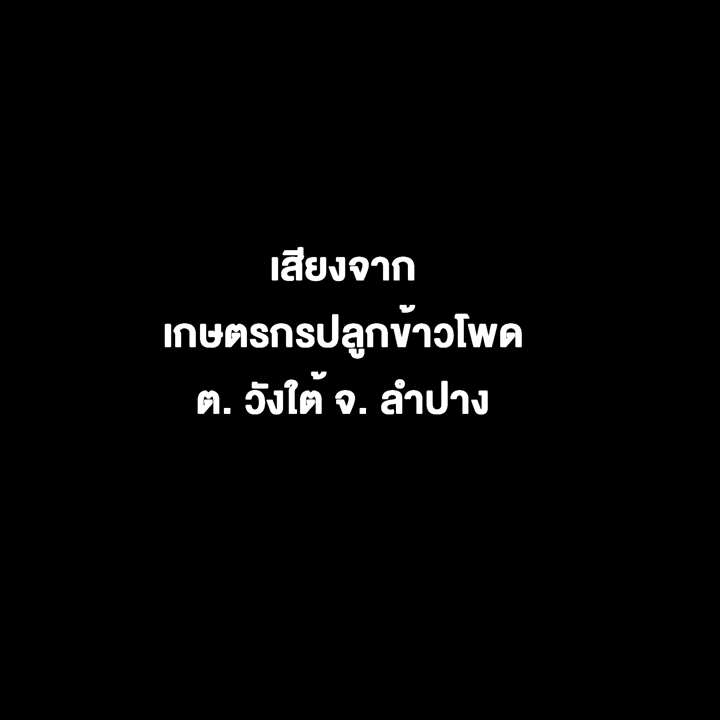 เสียงจาก
เกษตรกรปลูกข้าวโพด
ต. วังใต้ จ. ลำปาง